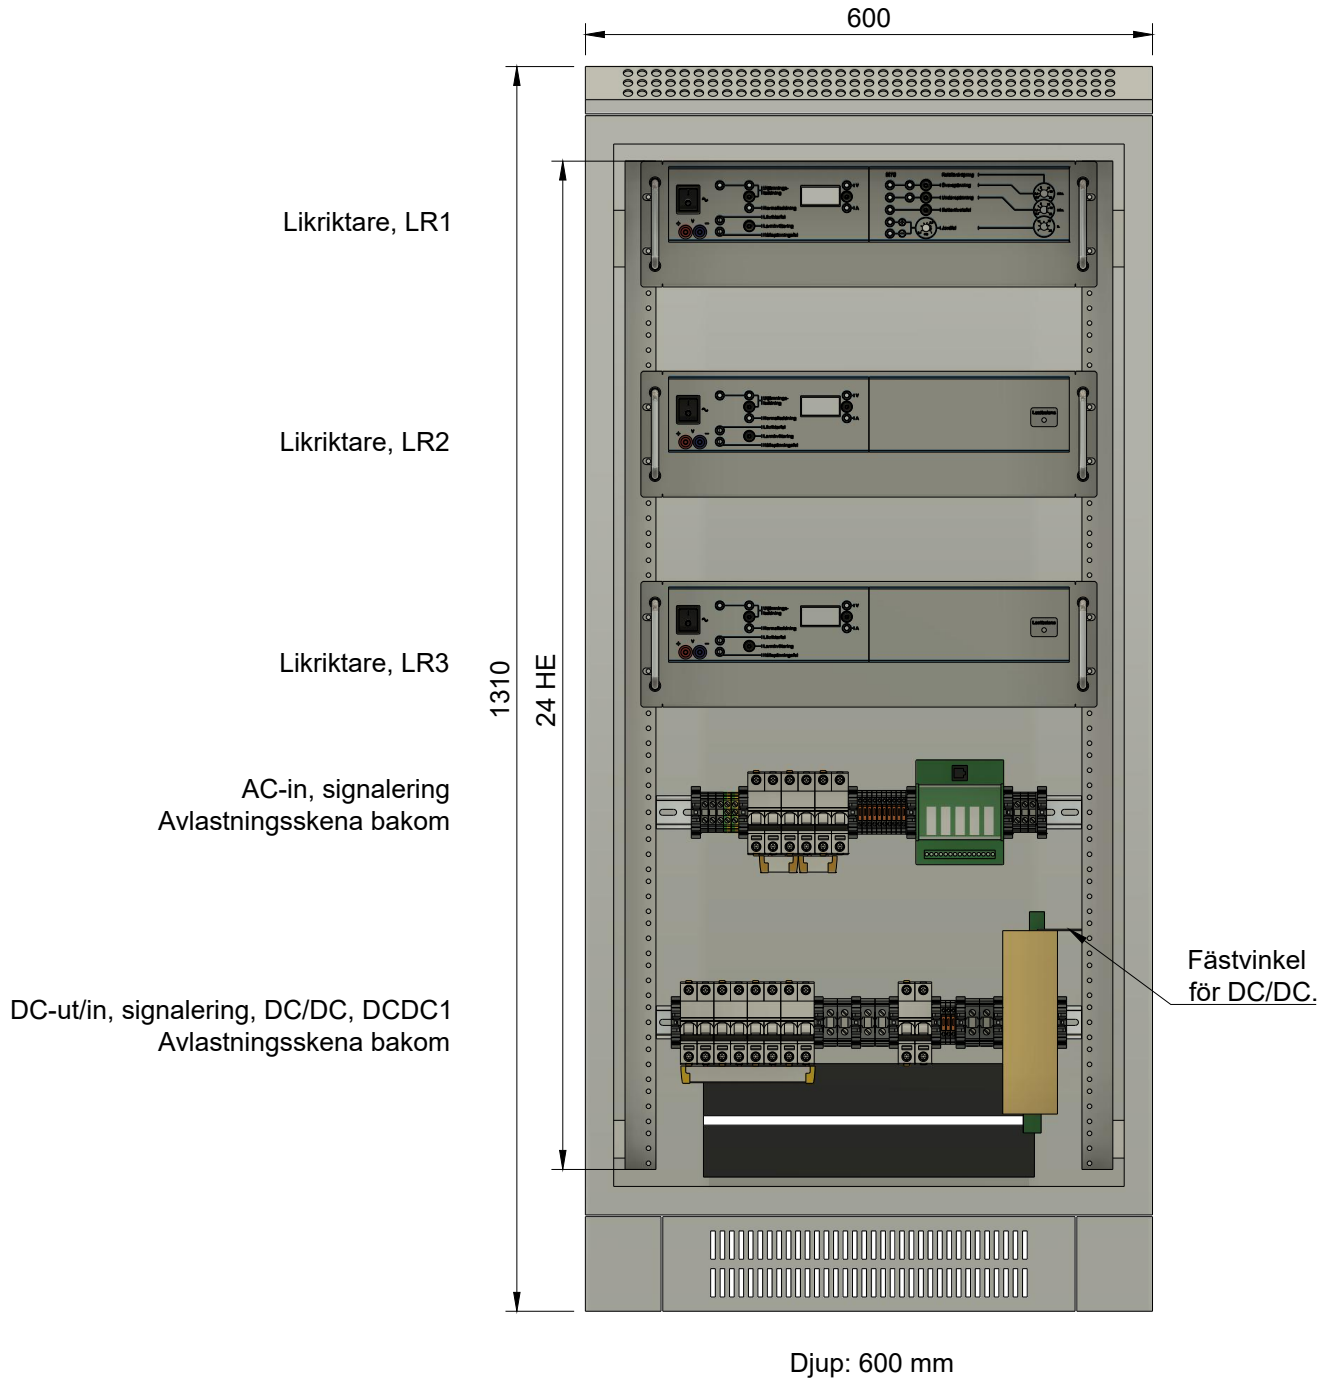 600
Likriktare, LR1
Likriktare, LR2
Likriktare, LR3
1310
24 HE
AC-in, signalering
Avlastningsskena bakom
Fästvinkel
för DC/DC.
DC-ut/in, signalering, DC/DC, DCDC1
Avlastningsskena bakom
Djup: 600 mm